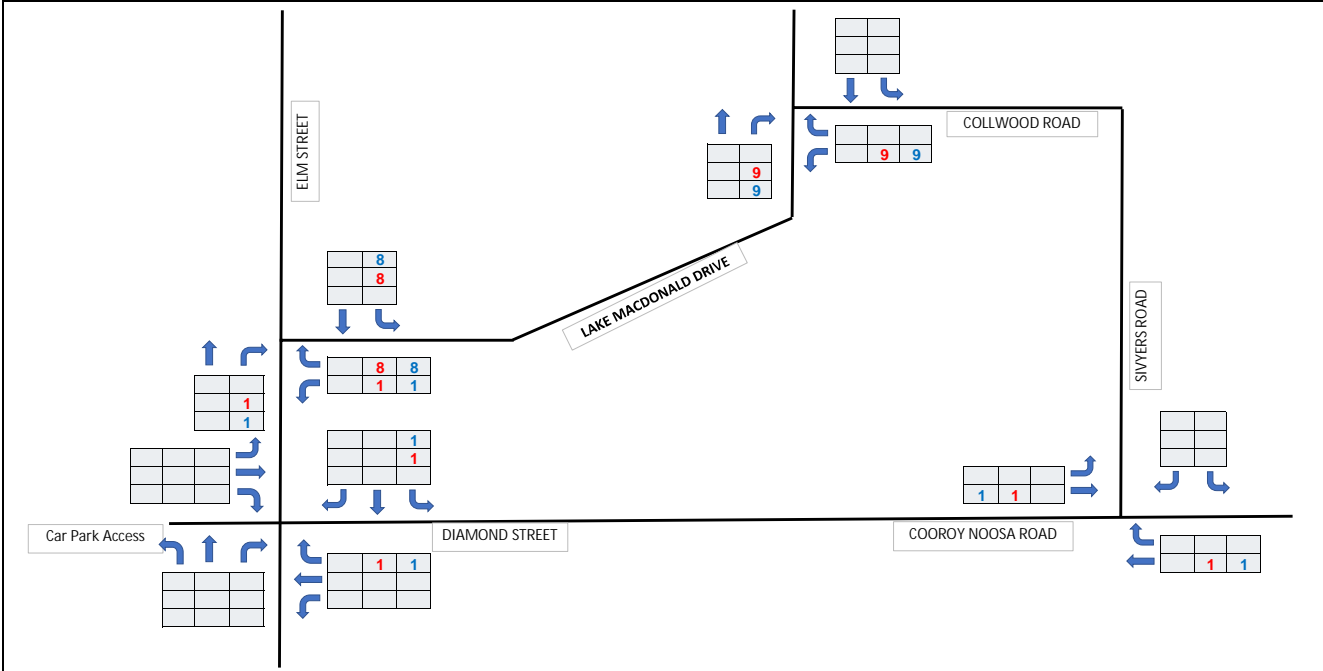 COLLWOOD ROAD
ELM STREET
9 9
9
9
8
8
LAKE MACDONALD DRIVE
SIVYERS ROAD
8 8
1 1
1
1
1
1
1 1
Car Park Access
DIAMOND STREET
COOROY NOOSA ROAD
1 1
1 1